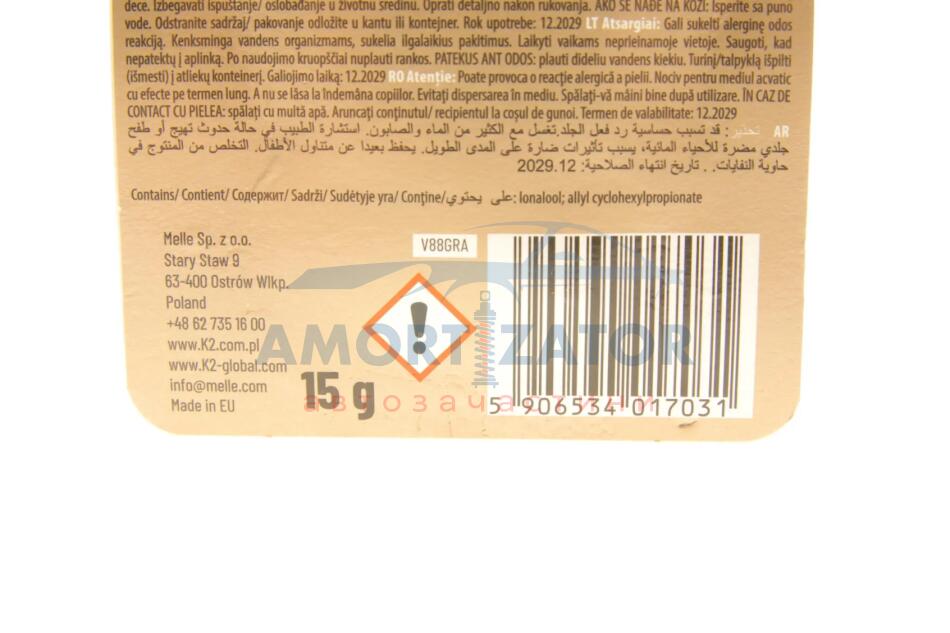 dece. Izbegavati ispuštanje/ oslobađanje u životnu sredinu. Oprati detaljno nakon rukovanja. AKO SE NAĐE NA KOŽI: Isperite sa puno
vode. Odstranite sadržaj/ pakovanje odložite u kantu ili kontejner. Rok upotrebe: 12.2029 LT Atsargiai: Gali sukelti alerginę odos
reakciją. Kenksminga vandens organizmams, sukelia ilgalaikius pakitimus. Laikyti vaikams neprieinamoje vietoje. Saugoti, kad
nepatektų į aplinką. Po naudojimo kruopščiai nuplauti rankos. PATEKUS ANT ODOS: plauti dideliu vandens kiekiu. Turinį/talpyklą išpilti
(išmesti) į atliekų konteinerį. Galiojimo laiką: 12.2029 RO Atenție: Poate provoca o reacție alergică a pielii. Nociv pentru mediul acvatic
cu efecte pe termen lung. A nu se lăsa la îndemâna copiilor. Evitați dispersarea în mediu. Spălați-vă mâini bine după utilizare. ÎN CAZ DE
CONTACT CU PIELEA: spălați cu multă apă. Aruncați conținutul/ recipientul la coșul de gunoi. Termen de valabilitate: 12.2029
AR تحذير: قد تسبب حساسية رد فعل الجلد.تغسل مع الكثير من الماء والصابون. استشارة الطبيب في حالة حدوث تهيج أو طفح
جلدي مضرة للأحياء المائية، يسبب تأثيرات ضارة على المدى الطويل. يحفظ بعيدا عن متناول الأطفال. التخلص من المنتج في
حاوية النفايات. . تاريخ انتهاء الصلاحية: 2029.12
Contains/ Contient/ Содержит/ Sadrži/ Sudėtyje yra/ Conține/ على يحتوي: lonalool; allyl cyclohexylpropionate
Melle Sp. z o.o.
Stary Staw 9
63-400 Ostrów Wlkp.
Poland
+48 62 735 16 00
www.K2.com.pl
www.K2-global.com
info@melle.com
Made in EU
15 g
V88GRA
5 906534 017031
AMORTIZATOR
автозачастини